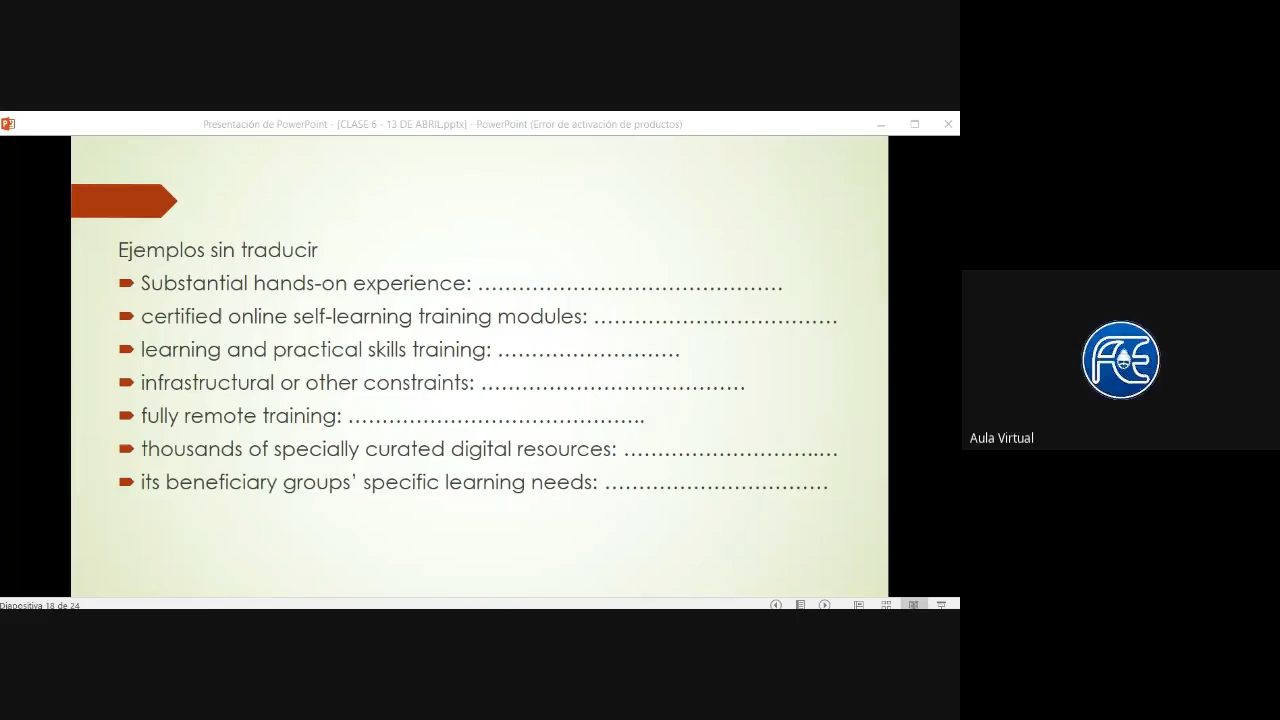 Presentación de PowerPoint - [CLASE 6 - 13 DE ABRIL.pptx] - PowerPoint (Error de activación de productos)
Ejemplos sin traducir
Substantial hands-on experience: ………………………………………
certified online self-learning training modules: ………………………………
learning and practical skills training: ………………………
infrastructural or other constraints: …………………………………
fully remote training: ……………………………………..
thousands of specially curated digital resources: ………………………..…
its beneficiary groups’ specific learning needs: ……………………………
Aula Virtual
Diapositiva 18 de 24